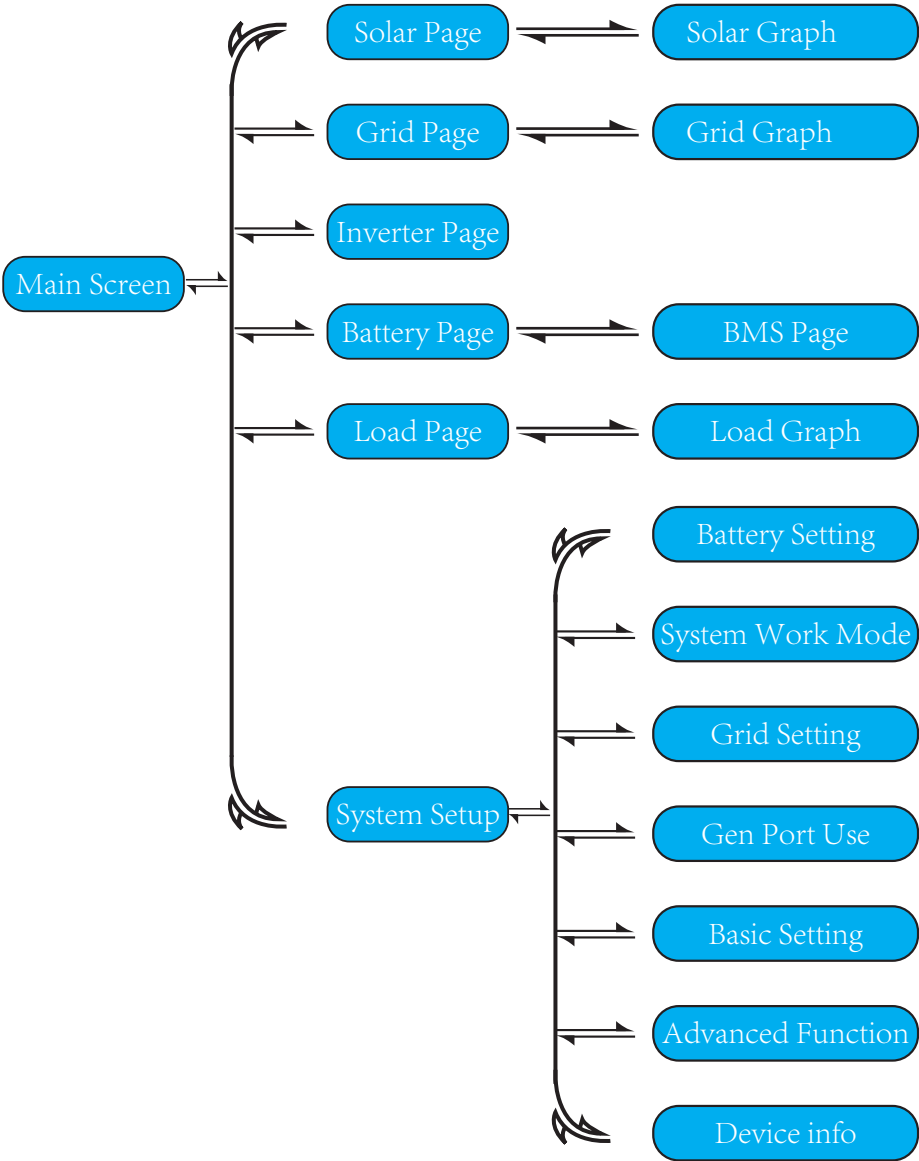 Solar Page
Solar Graph
Grid Page
Grid Graph
Inverter Page
Main Screen
Battery Page
BMS Page
Load Page
Load Graph
Battery Setting
System Work Mode
Grid Setting
System Setup
Gen Port Use
Basic Setting
Advanced Function
Device info